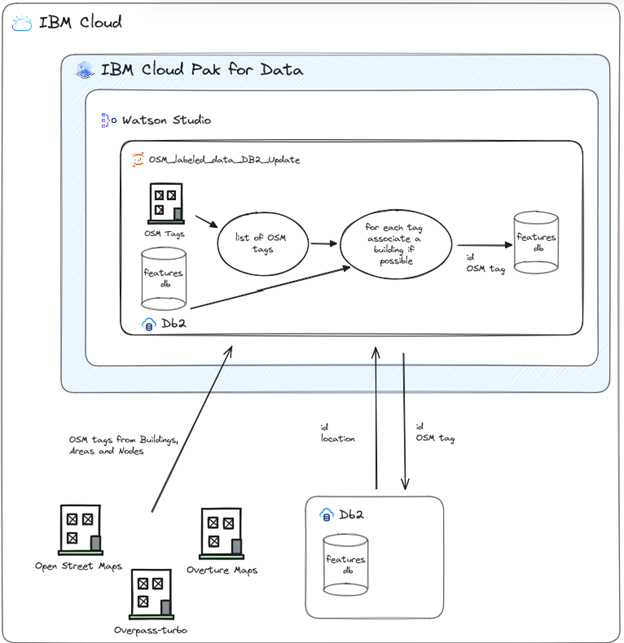 IBM Cloud
IBM Cloud Pak for Data
Watson Studio
OSM_labeled_data_DB2_Update
OSM Tags
list of OSM
tags
for each tag
associate a
building if
possible
id
OSM tag
features
db
features
db
Db2
OSM tags from Buildings,
Areas and Nodes
id
location
id
OSM tag
Open Street Maps
Overture Maps
Overpass-turbo
Db2
features
db